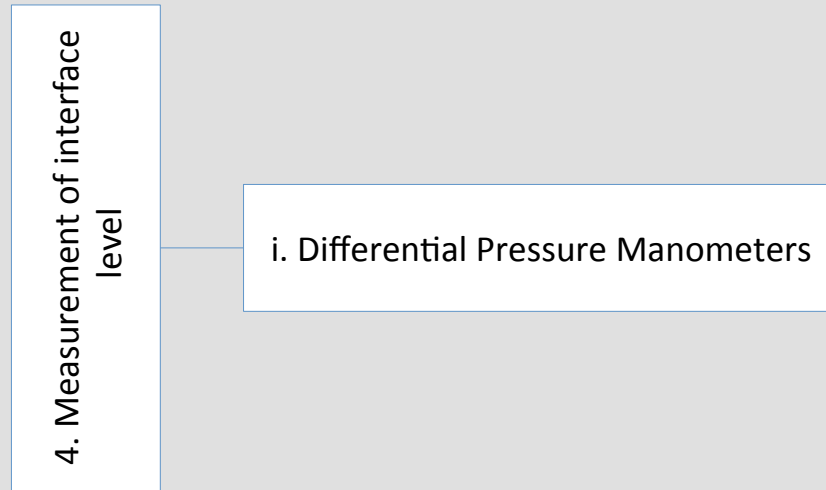 4. Measurement of interface
level
i. Differential Pressure Manometers